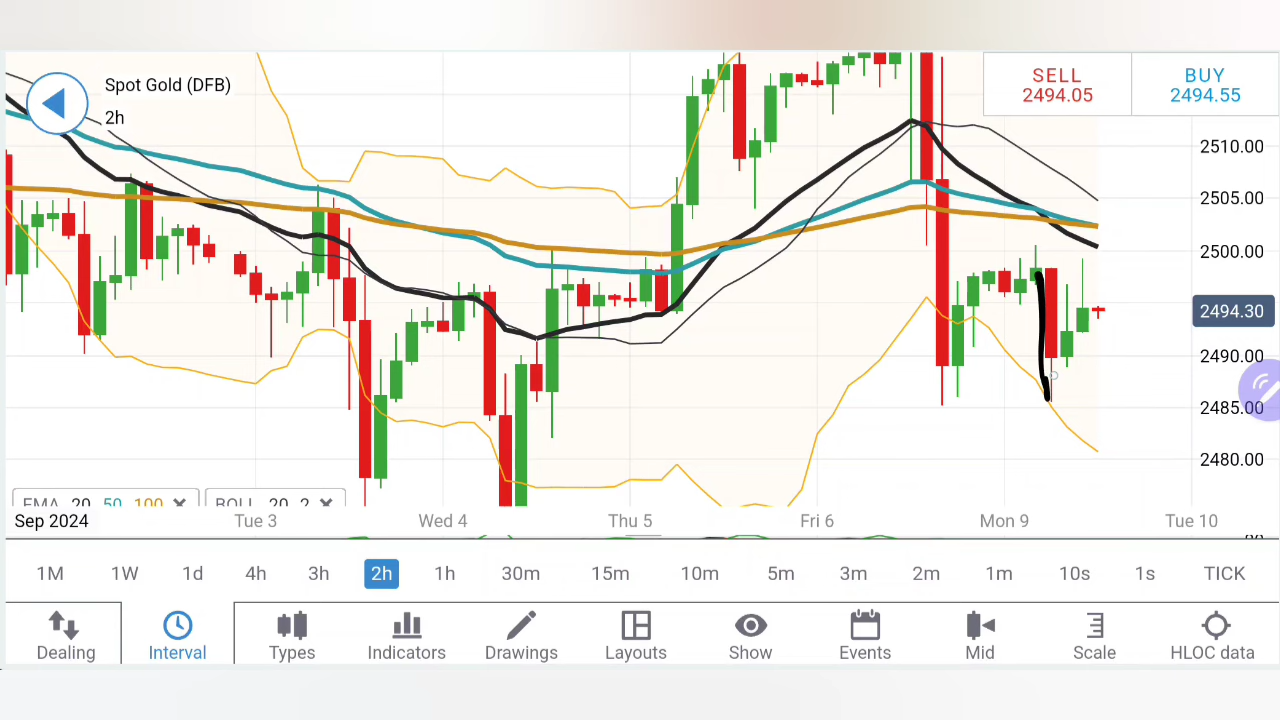 Spot Gold (DFB)
2h
SELL
2494.05
BUY
2494.55
2510.00
2505.00
2500.00
2494.30
2490.00
2485.00
2480.00
EMA 20 50 100
BOLL 20 2
Sep 2024 Tue 3 Wed 4 Thu 5 Fri 6 Mon 9 Tue 10
1M 1W 1d 4h 3h 2h 1h 30m 15m 10m 5m 3m 2m 1m 10s 1s TICK
Dealing Interval Types Indicators Drawings Layouts Show Events Mid Scale HLOC data